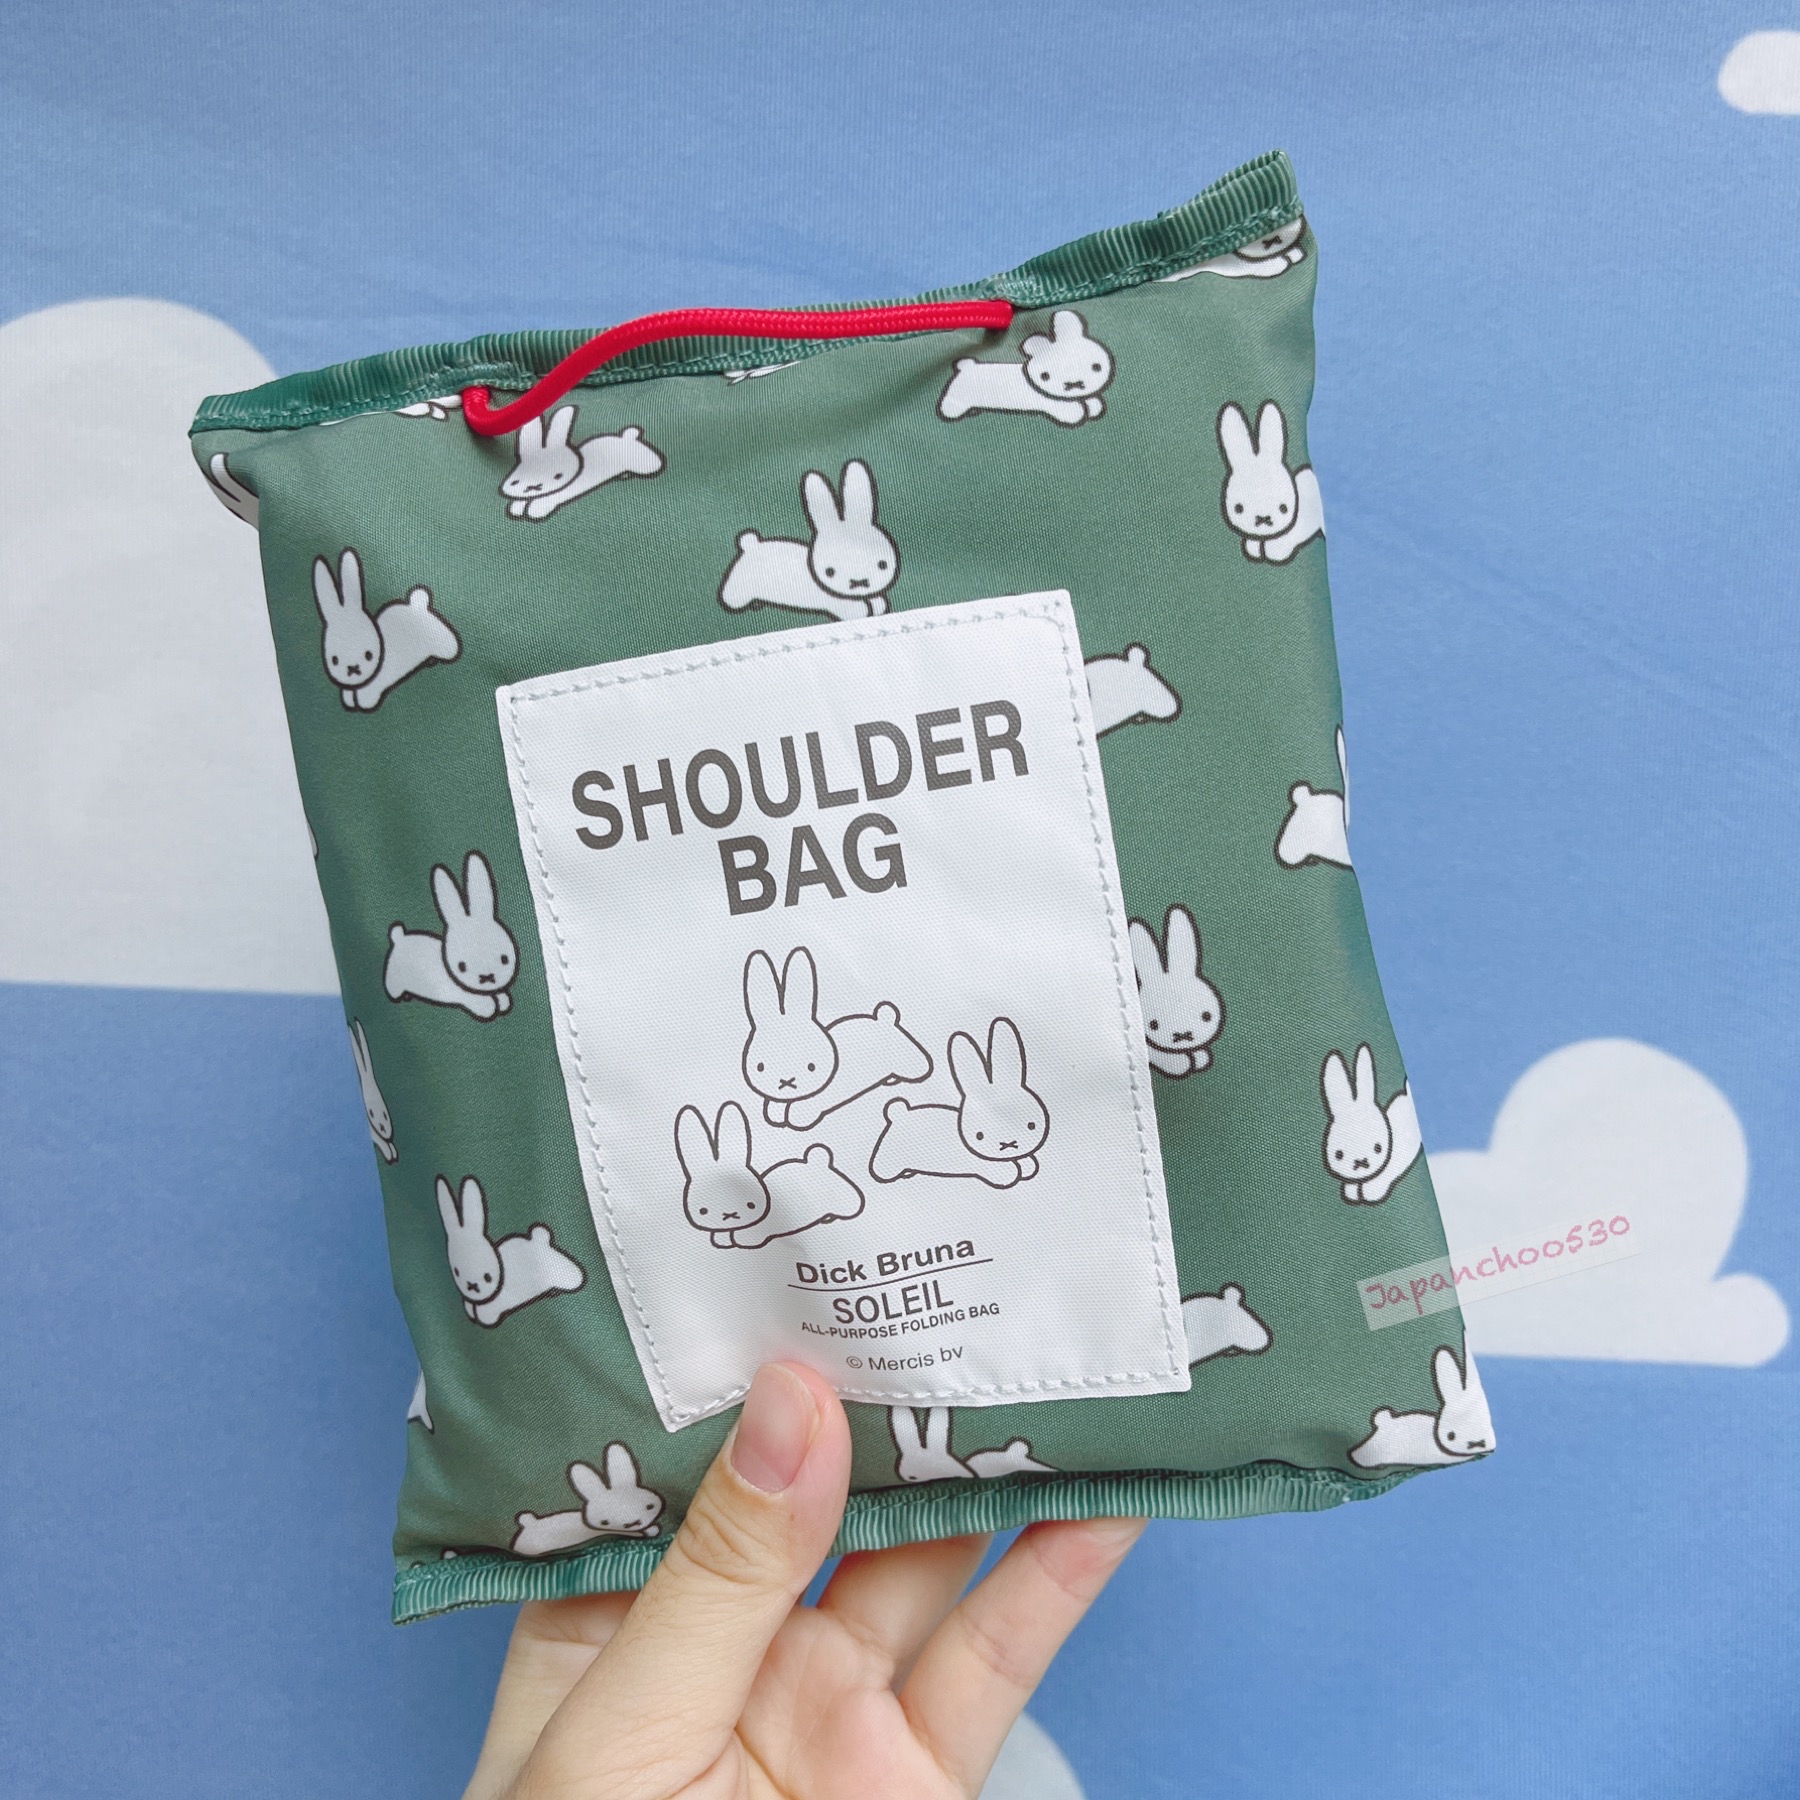 SHOULDER
BAG
Dick Bruna
SOLEIL
ALL-PURPOSE FOLDING BAG
© Mercis bv
Japanchoo530